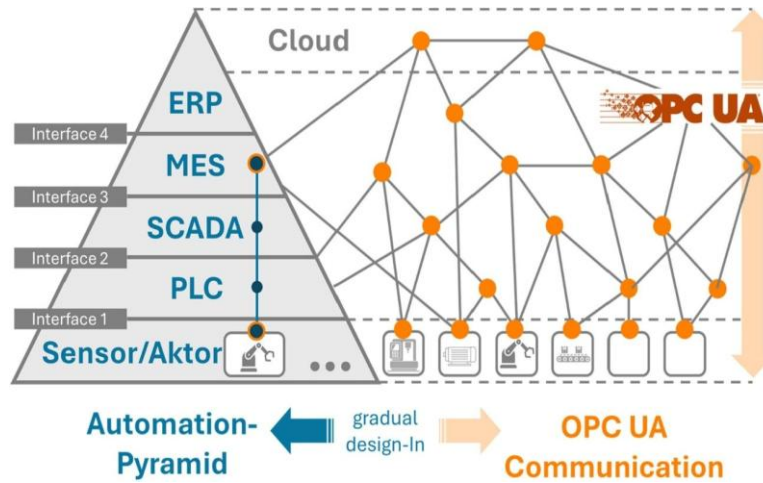 Cloud
OPC UA
ERP
Interface 4
MES
Interface 3
SCADA
Interface 2
PLC
Interface 1
Sensor/Aktor
Automation-
Pyramid
gradual
design-In
OPC UA
Communication